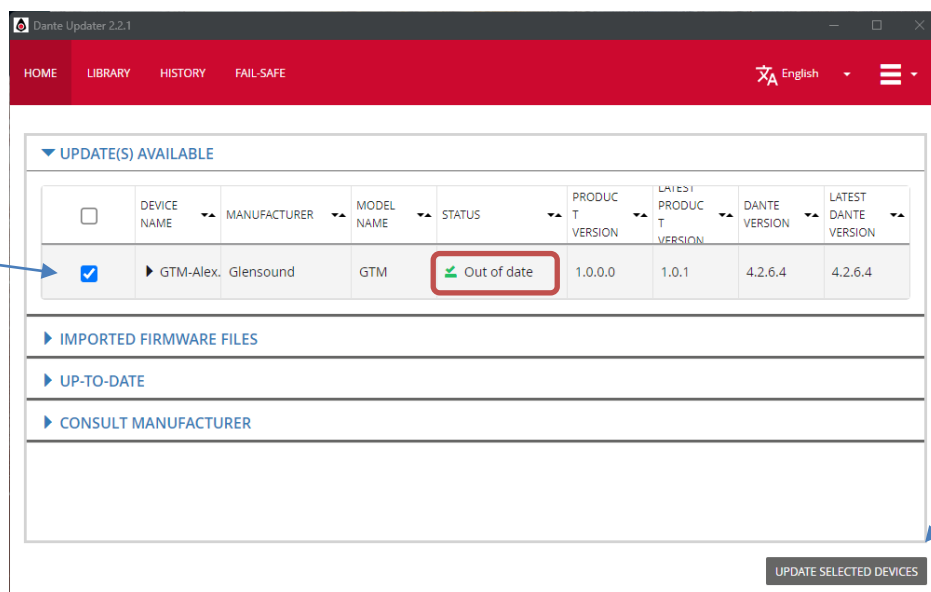 Dante Updater 2.2.1
HOME LIBRARY HISTORY FAIL-SAFE English
UPDATE(S) AVAILABLE
DEVICE NAME
MANUFACTURER
MODEL NAME
STATUS
PRODUC
T
VERSION
LATEST
PRODUC
T
VERSION
DANTE
VERSION
LATEST
DANTE
VERSION
GTM-Alex. Glensound GTM Out of date 1.0.0.0 1.0.1 4.2.6.4 4.2.6.4
IMPORTED FIRMWARE FILES
UP-TO-DATE
CONSULT MANUFACTURER
UPDATE SELECTED DEVICES